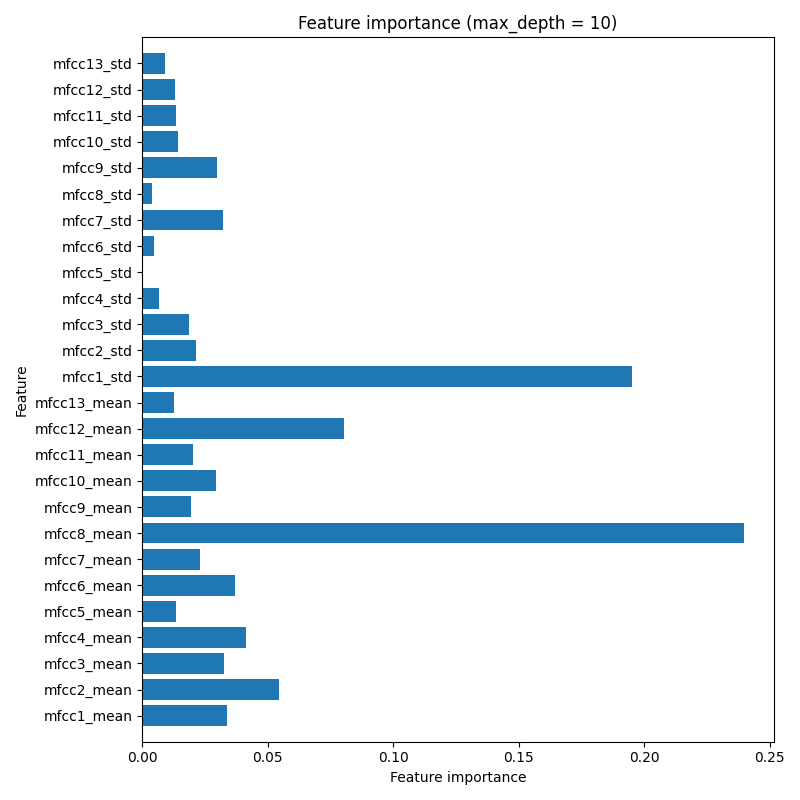 Feature importance (max_depth = 10)
mfcc13_std
mfcc12_std
mfcc11_std
mfcc10_std
mfcc9_std
mfcc8_std
mfcc7_std
mfcc6_std
mfcc5_std
mfcc4_std
mfcc3_std
mfcc2_std
mfcc1_std
mfcc13_mean
mfcc12_mean
mfcc11_mean
mfcc10_mean
mfcc9_mean
mfcc8_mean
mfcc7_mean
mfcc6_mean
mfcc5_mean
mfcc4_mean
mfcc3_mean
mfcc2_mean
mfcc1_mean
Feature
0.00 0.05 0.10 0.15 0.20 0.25
Feature importance